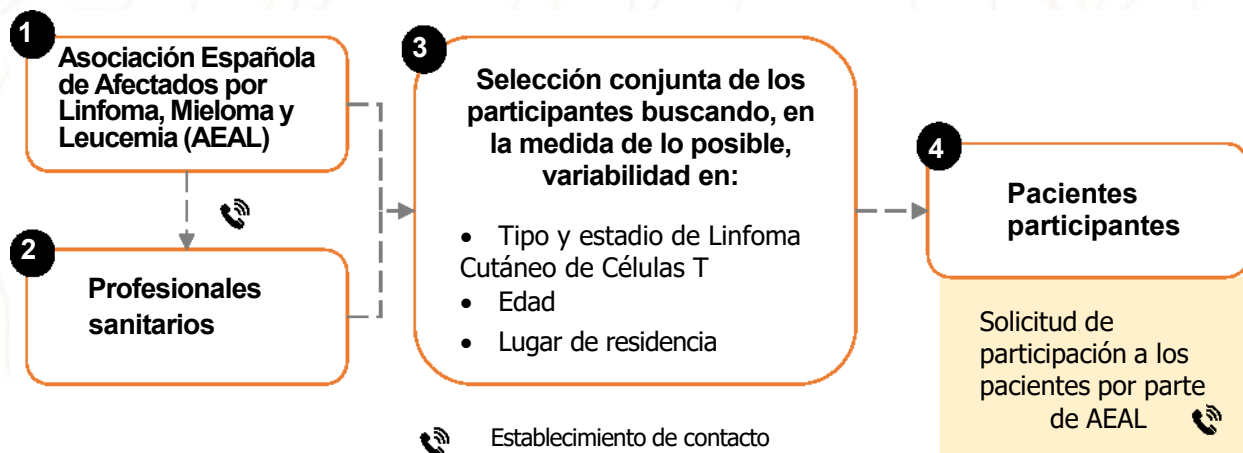 1
Asociación Española
de Afectados por
Linfoma, Mieloma y
Leucemia (AEAL)
2
Profesionales
sanitarios
3
Selección conjunta de los
participantes buscando, en
la medida de lo posible,
variabilidad en:
• Tipo y estadio de Linfoma
Cutáneo de Células T
• Edad
• Lugar de residencia
4
Pacientes
participantes
Solicitud de
participación a los
pacientes por parte
de AEAL
Establecimiento de contacto